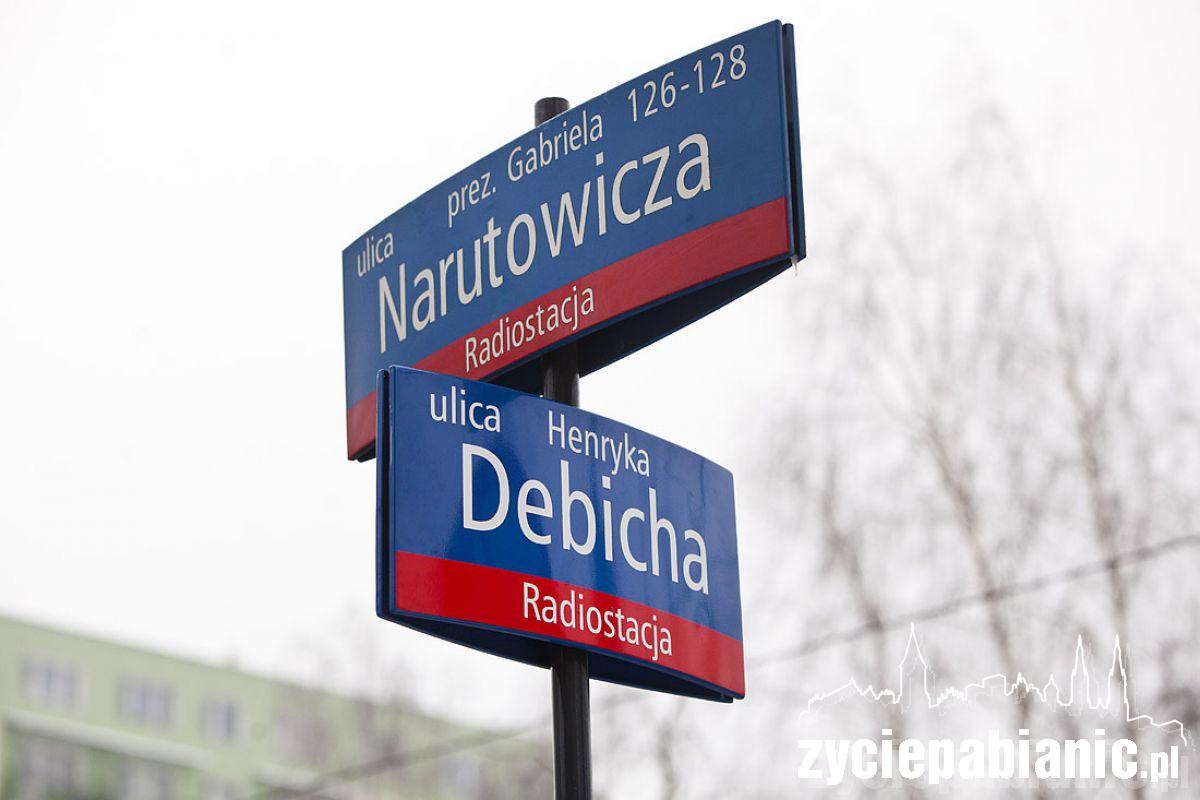 ulica prez. Gabriela 126-128
Narutowicza
Radiostacja
ulica Henryka
Debicha
Radiostacja
zyciepabianic.pl